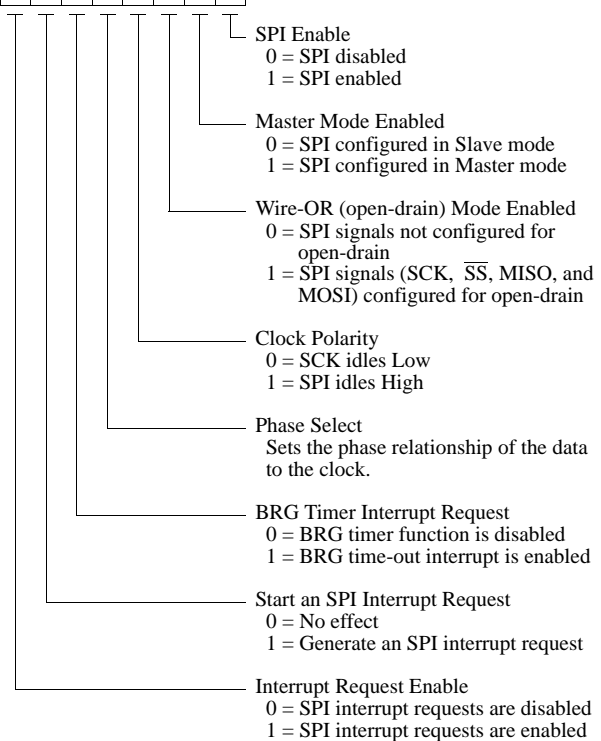 SPI Enable
0 = SPI disabled
1 = SPI enabled
Master Mode Enabled
0 = SPI configured in Slave mode
1 = SPI configured in Master mode
Wire-OR (open-drain) Mode Enabled
0 = SPI signals not configured for
open-drain
1 = SPI signals (SCK, S̅S̅, MISO, and
MOSI) configured for open-drain
Clock Polarity
0 = SCK idles Low
1 = SPI idles High
Phase Select
Sets the phase relationship of the data
to the clock.
BRG Timer Interrupt Request
0 = BRG timer function is disabled
1 = BRG time-out interrupt is enabled
Start an SPI Interrupt Request
0 = No effect
1 = Generate an SPI interrupt request
Interrupt Request Enable
0 = SPI interrupt requests are disabled
1 = SPI interrupt requests are enabled